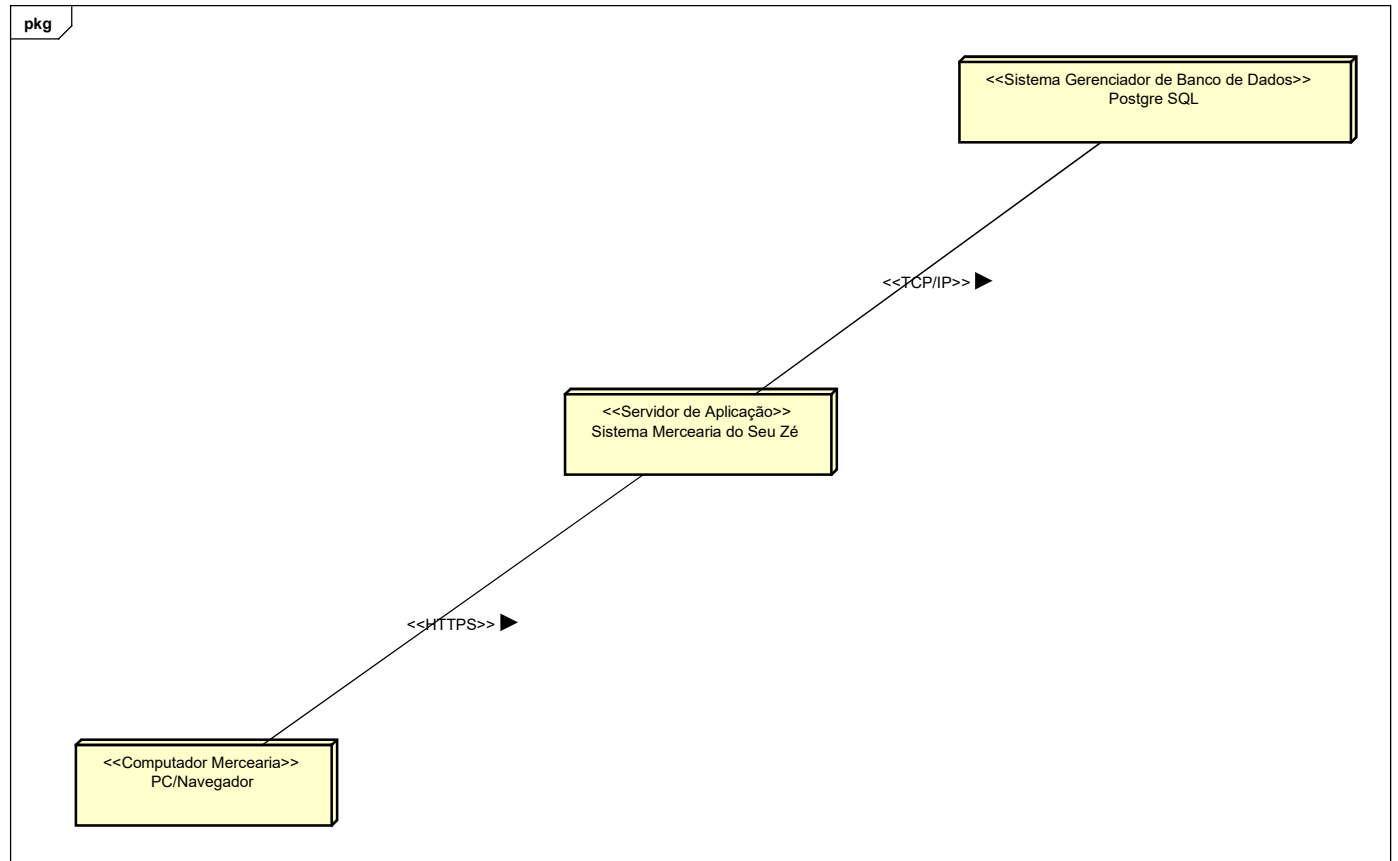 pkg
<<Sistema Gerenciador de Banco de Dados>>
Postgre SQL
<<TCP/IP>>
<<Servidor de Aplicação>>
Sistema Mercearia do Seu Zé
<<HTTPS>>
<<Computador Mercearia>>
PC/Navegador